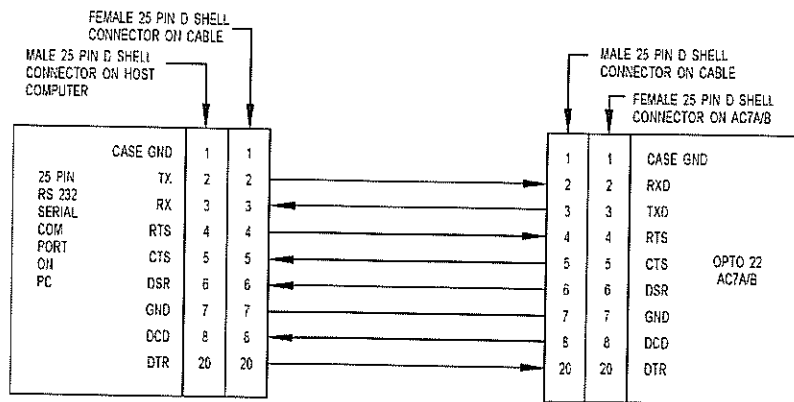 FEMALE 25 PIN D SHELL
CONNECTOR ON CABLE
MALE 25 PIN D SHELL
CONNECTOR ON HOST
COMPUTER
MALE 25 PIN D SHELL
CONNECTOR ON CABLE
FEMALE 25 PIN D SHELL
CONNECTOR ON AC7A/B
25 PIN
RS 232
SERIAL
COM
PORT
ON
PC
CASE GND 1 1
TX 2 2
RX 3 3
RTS 4 4
CTS 5 5
DSR 6 6
GND 7 7
DCD 8 8
DTR 20 20
1 1 CASE GND
2 2 RXD
3 3 TXD
4 4 RTS
5 5 CTS
6 6 DSR
7 7 GND
8 8 DCD
20 20 DTR
OPTO 22
AC7A/B